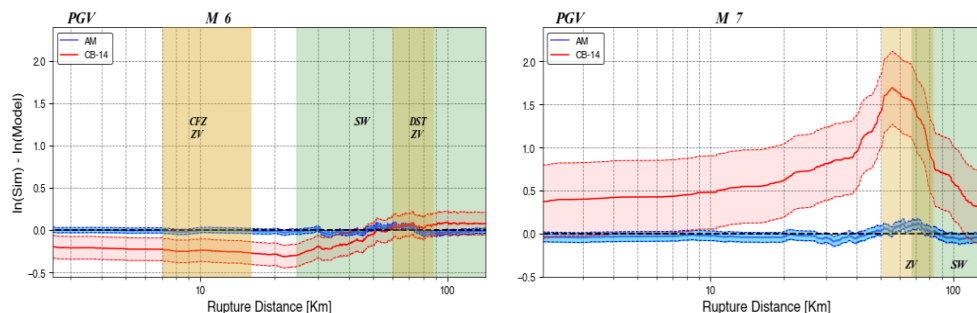 PGV M 6
AM
CB-14
2.0
1.5
1.0
0.5
0.0
−0.5
ln(Sim) - ln(Model)
CFZ
ZV
SW
DST
ZV
10
100
Rupture Distance [Km]
PGV M 7
AM
CB-14
2.0
1.5
1.0
0.5
0.0
−0.5
ZV
SW
10
100
Rupture Distance [Km]